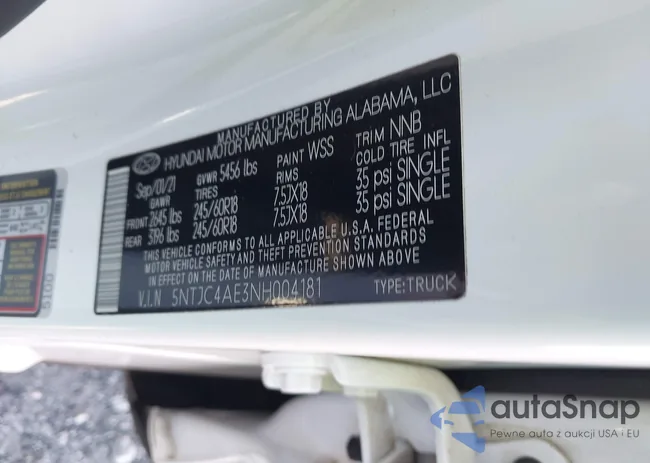 MANUFACTURED BY
HYUNDAI MOTOR MANUFACTURING ALABAMA, LLC
Sep/01/21 GVWR 5456 lbs PAINT WSS TRIM NNB
GAWR TIRES RIMS COLD TIRE INFL
FRONT 2645 lbs 245/60R18 7.5JX18 35 psi SINGLE
REAR 5196 lbs 245/60R18 7.5JX18 35 psi SINGLE
THIS VEHICLE CONFORMS TO ALL APPLICABLE U.S.A. FEDERAL
MOTOR VEHICLE SAFETY AND THEFT PREVENTION STANDARDS
IN EFFECT ON THE DATE OF MANUFACTURE SHOWN ABOVE
V.I.N 5NTJC4AE3NH004181 TYPE:TRUCK
5100
autaSnap
Pewne auta z aukcji USA i EU